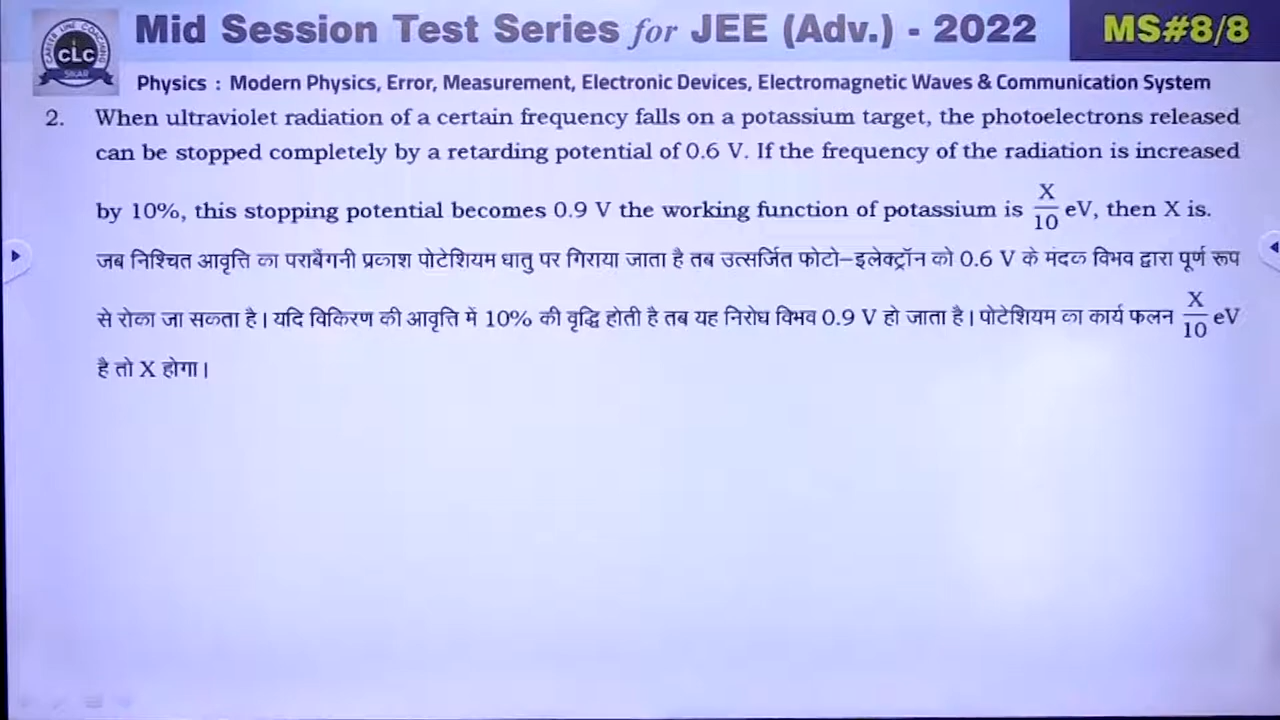 Mid Session Test Series for JEE (Adv.) - 2022
MS#8/8
CAREER LINE COACHING
CLC
SIKAR
Physics : Modern Physics, Error, Measurement, Electronic Devices, Electromagnetic Waves & Communication System
2. When ultraviolet radiation of a certain frequency falls on a potassium target, the photoelectrons released
can be stopped completely by a retarding potential of 0.6 V. If the frequency of the radiation is increased
by 10%, this stopping potential becomes 0.9 V the working function of potassium is X/10 eV, then X is.
जब निश्चित आवृत्ति का पराबैंगनी प्रकाश पोटेशियम धातु पर गिराया जाता है तब उत्सर्जित फोटो–इलेक्ट्रॉन को 0.6 V के मंदक विभव द्वारा पूर्ण रूप
से रोका जा सकता है। यदि विकिरण की आवृत्ति में 10% की वृद्धि होती है तब यह निरोध विभव 0.9 V हो जाता है। पोटेशियम का कार्य फलन X/10 eV
है तो X होगा।